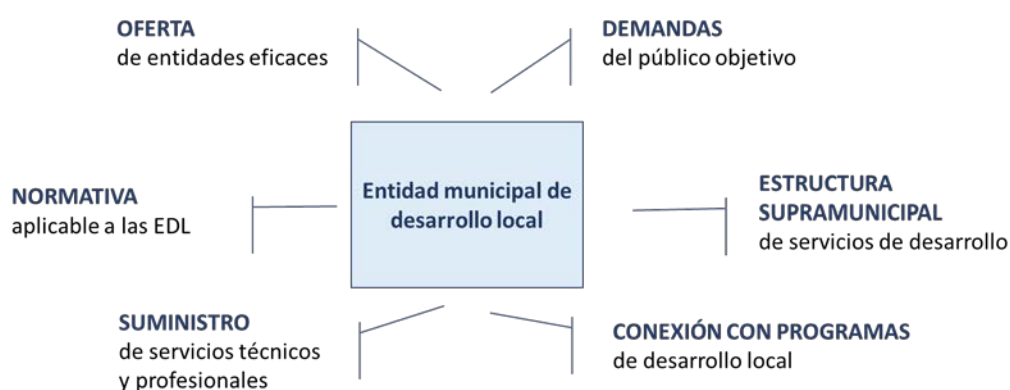 OFERTA
de entidades eficaces
DEMANDAS
del público objetivo
NORMATIVA
aplicable a las EDL
Entidad municipal de
desarrollo local
ESTRUCTURA
SUPRAMUNICIPAL
de servicios de desarrollo
SUMINISTRO
de servicios técnicos
y profesionales
CONEXIÓN CON PROGRAMAS
de desarrollo local